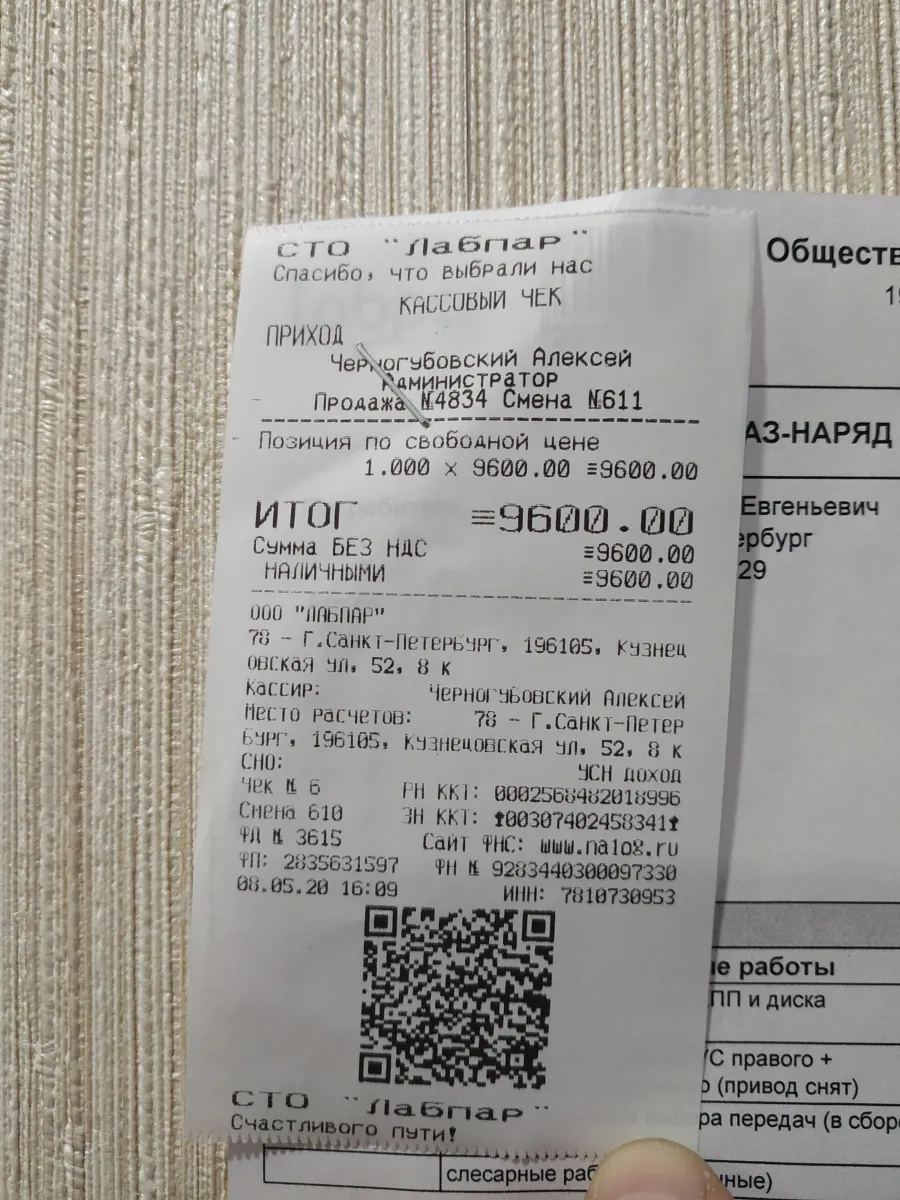 СТО "Лабпар"
Спасибо, что выбрали нас
КАССОВЫЙ ЧЕК
ПРИХОД
Черногубовский Алексей
Администратор
Продажа №4834 Смена №611
Позиция по свободной цене
1.000 × 9600.00 ≡9600.00
ИТОГ ≡9600.00
Сумма БЕЗ НДС ≡9600.00
НАЛИЧНЫМИ ≡9600.00
ООО "ЛАБПАР"
78 - Г.Санкт-Петербург, 196105, Кузнец
овская ул, 52, 8 к
Кассир: Черногубовский Алексей
Место расчетов: 78 - Г.Санкт-Петер
бург, 196105, Кузнецовская ул, 52, 8 к
СНО: УСН доход
Чек № 6 РН ККТ: 0002568482018996
Смена 610 ЗН ККТ: ↑00307402458341↑
ФД № 3615 Сайт ФНС: www.nalog.ru
ФП: 2835631597 ФН № 9283440300097330
08.05.20 16:09 ИНН: 7810730953
СТО "Лабпар"
Счастливого пути!
Обществ
19
АЗ-НАРЯД
Евгеньевич
ербург
29
ие работы
ПП и диска
/С правого +
о (привод снят)
ра передач (в сборе
слесарные раб ные)